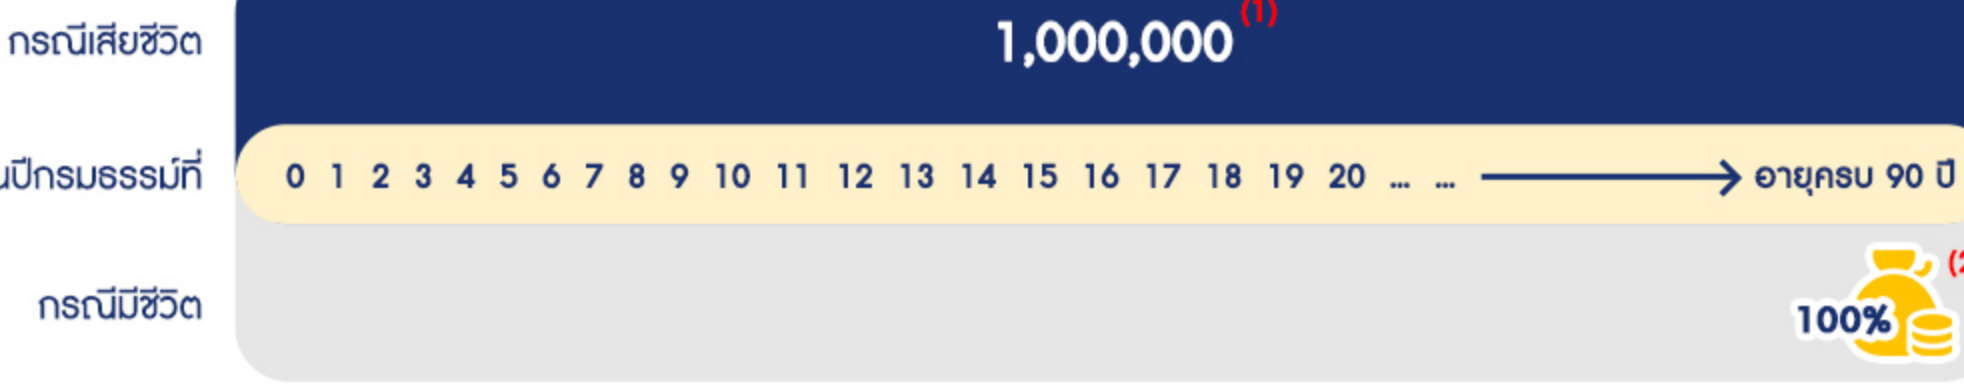 กรณีเสียชีวิต 1,000,000 (1)
ปีกรมธรรม์ที่ 0 1 2 3 4 5 6 7 8 9 10 11 12 13 14 15 16 17 18 19 20 ... ... อายุครบ 90 ปี
กรณีมีชีวิต 100%